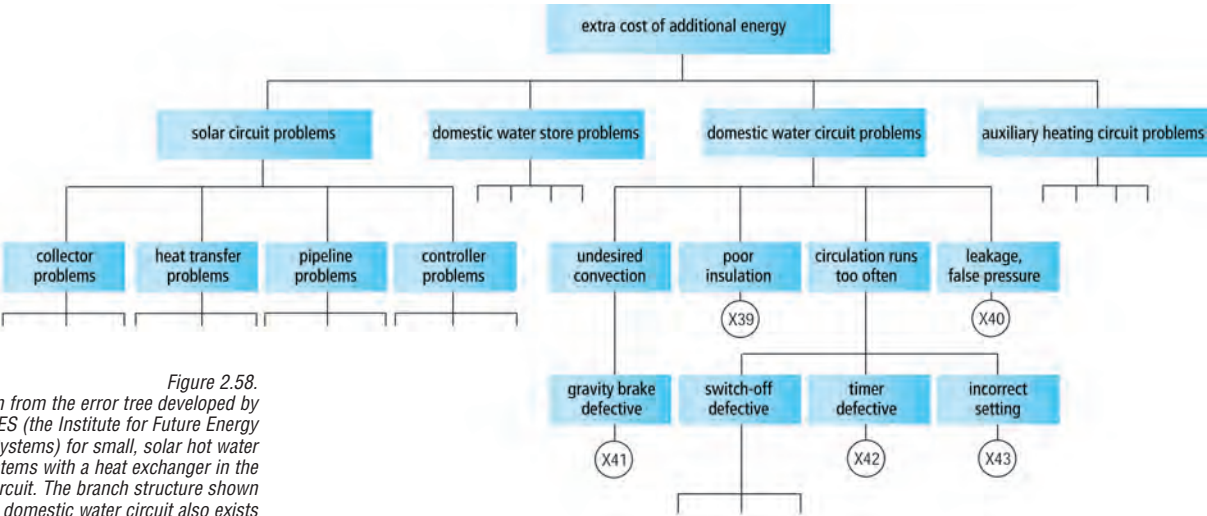 extra cost of additional energy
solar circuit problems
domestic water store problems
domestic water circuit problems
auxiliary heating circuit problems
collector
problems
heat transfer
problems
pipeline
problems
controller
problems
undesired
convection
poor
insulation
circulation runs
too often
leakage,
false pressure
X39
X40
gravity brake
defective
switch-off
defective
timer
defective
incorrect
setting
X41
X42
X43
Figure 2.58.
from the error tree developed by
(the Institute for Future Energy
for small, solar hot water
with a heat exchanger in the
The branch structure shown
domestic water circuit also exists